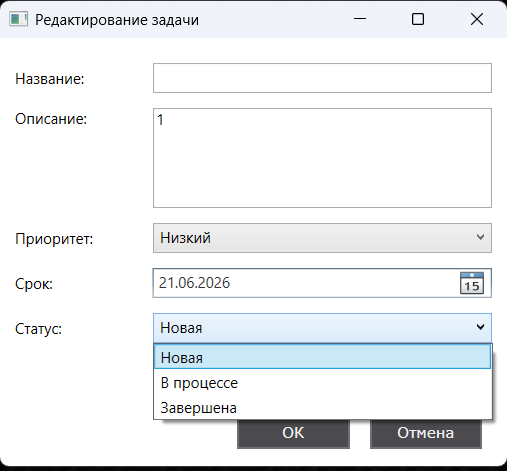 Редактирование задачи
Название:
Описание: 1
Приоритет: Низкий
Срок: 21.06.2026 15
Статус: Новая
Новая
В процессе
Завершена
ОК Отмена